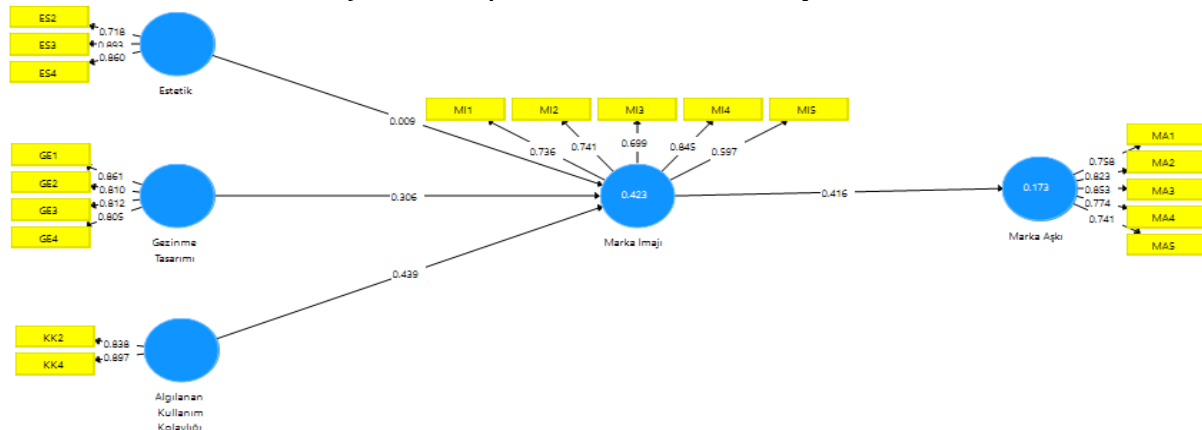 ES2
ES3
ES4
0.718
0.893
0.860
Estetik
0.009
GE1
GE2
GE3
GE4
0.861
0.810
0.812
0.805
Gezinme
Tasarımı
0.306
KK2
KK4
0.838
0.897
Algılanan
Kullanım
Kolaylığı
0.439
MI1 MI2 MI3 MI4 MI5
0.736 0.741 0.699 0.845 0.597
0.423
Marka Imajı
0.416
0.173
Marka Aşkı
0.758
0.823
0.853
0.774
0.741
MA1
MA2
MA3
MA4
MA5